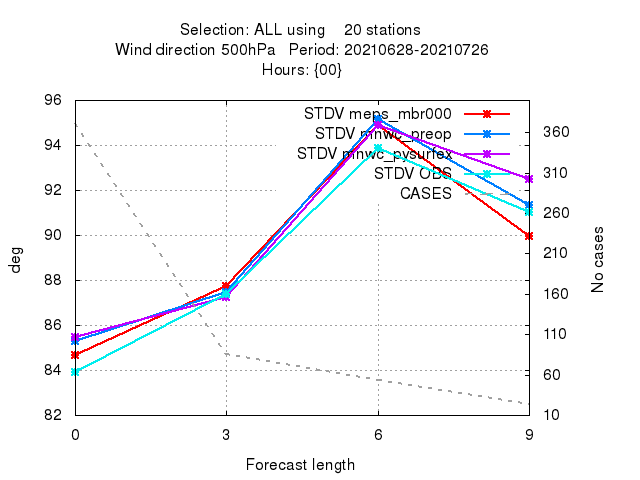 Selection: ALL using 20 stations
Wind direction 500hPa Period: 20210628-20210726
Hours: {00}
STDV meps_mbr000
STDV mnwc_preop
STDV mnwc_pysurfex
STDV OBS
CASES
96
94
92
90
88
86
84
82
360
310
260
210
160
110
60
10
0 3 6 9
deg
No cases
Forecast length